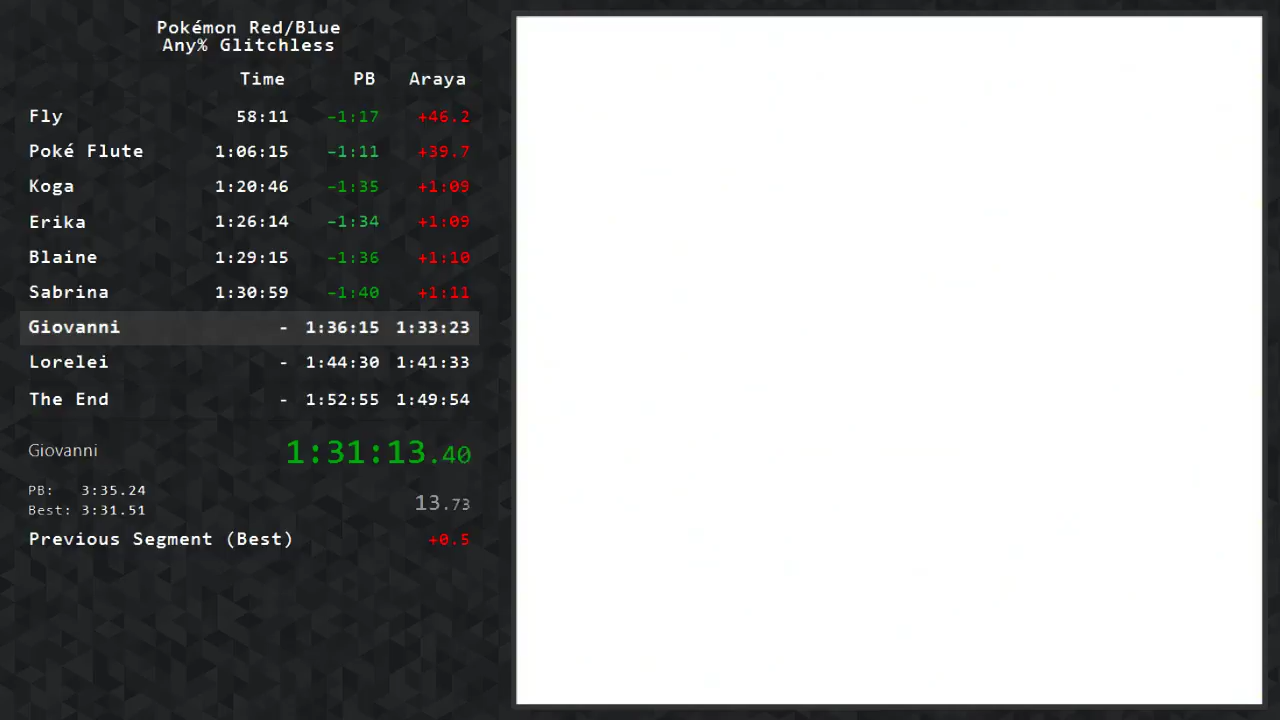 Pokémon Red/Blue
Any% Glitchless
Time PB Araya
Fly 58:11 -1:17 +46.2
Poké Flute 1:06:15 -1:11 +39.7
Koga 1:20:46 -1:35 +1:09
Erika 1:26:14 -1:34 +1:09
Blaine 1:29:15 -1:36 +1:10
Sabrina 1:30:59 -1:40 +1:11
Giovanni - 1:36:15 1:33:23
Lorelei - 1:44:30 1:41:33
The End - 1:52:55 1:49:54
Giovanni 1:31:13.40
PB: 3:35.24
13.73
Best: 3:31.51
Previous Segment (Best) +0.5